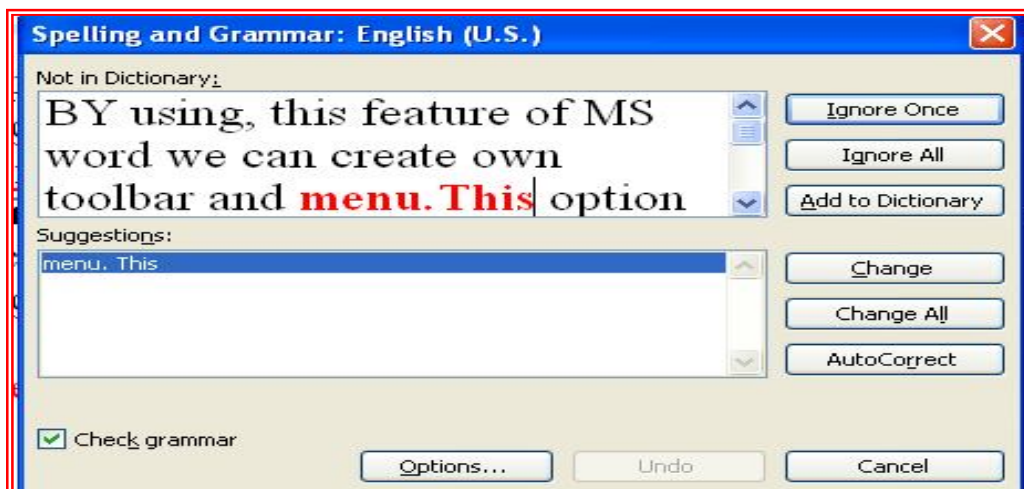 Spelling and Grammar: English (U.S.)
Not in Dictionary:
BY using, this feature of MS
word we can create own
toolbar and menu.This option
Ignore Once
Ignore All
Add to Dictionary
Suggestions:
menu. This
Change
Change All
AutoCorrect
Check grammar
Options...
Undo
Cancel